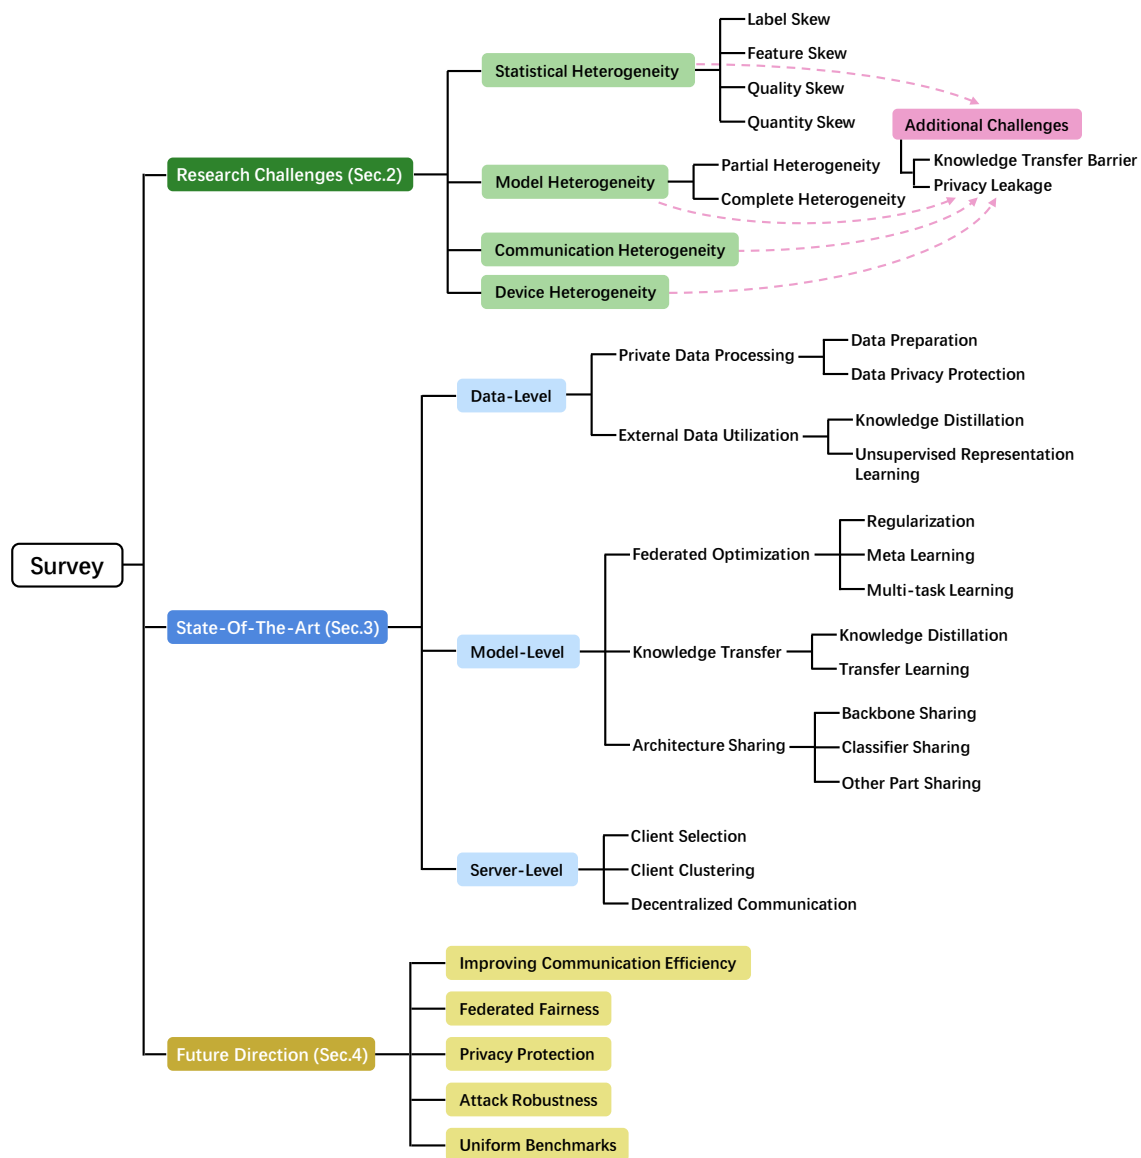 Survey
Research Challenges (Sec.2)
Statistical Heterogeneity
Label Skew
Feature Skew
Quality Skew
Quantity Skew
Model Heterogeneity
Partial Heterogeneity
Complete Heterogeneity
Communication Heterogeneity
Device Heterogeneity
Additional Challenges
Knowledge Transfer Barrier
Privacy Leakage
State-Of-The-Art (Sec.3)
Data-Level
Private Data Processing
Data Preparation
Data Privacy Protection
External Data Utilization
Knowledge Distillation
Unsupervised Representation
Learning
Model-Level
Federated Optimization
Regularization
Meta Learning
Multi-task Learning
Knowledge Transfer
Knowledge Distillation
Transfer Learning
Architecture Sharing
Backbone Sharing
Classifier Sharing
Other Part Sharing
Server-Level
Client Selection
Client Clustering
Decentralized Communication
Future Direction (Sec.4)
Improving Communication Efficiency
Federated Fairness
Privacy Protection
Attack Robustness
Uniform Benchmarks